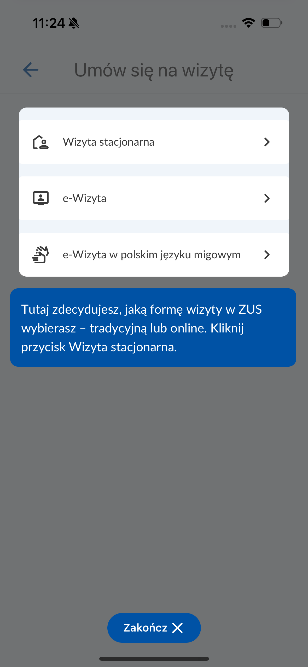 11:24
Umów się na wizytę
Wizyta stacjonarna
e-Wizyta
e-Wizyta w polskim języku migowym
Tutaj zdecydujesz, jaką formę wizyty w ZUS
wybierasz – tradycyjną lub online. Kliknij
przycisk Wizyta stacjonarna.
Zakończ